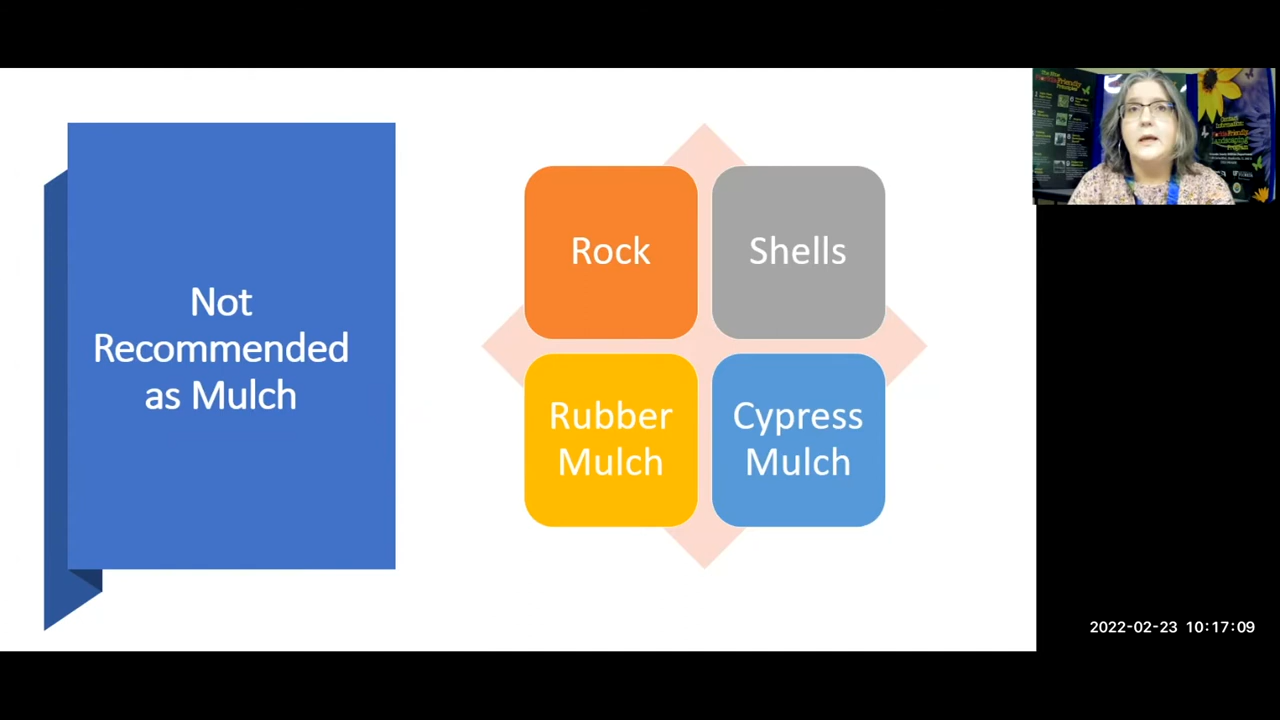 Not
Recommended
as Mulch
Rock
Shells
Rubber
Mulch
Cypress
Mulch
2022-02-23 10:17:09